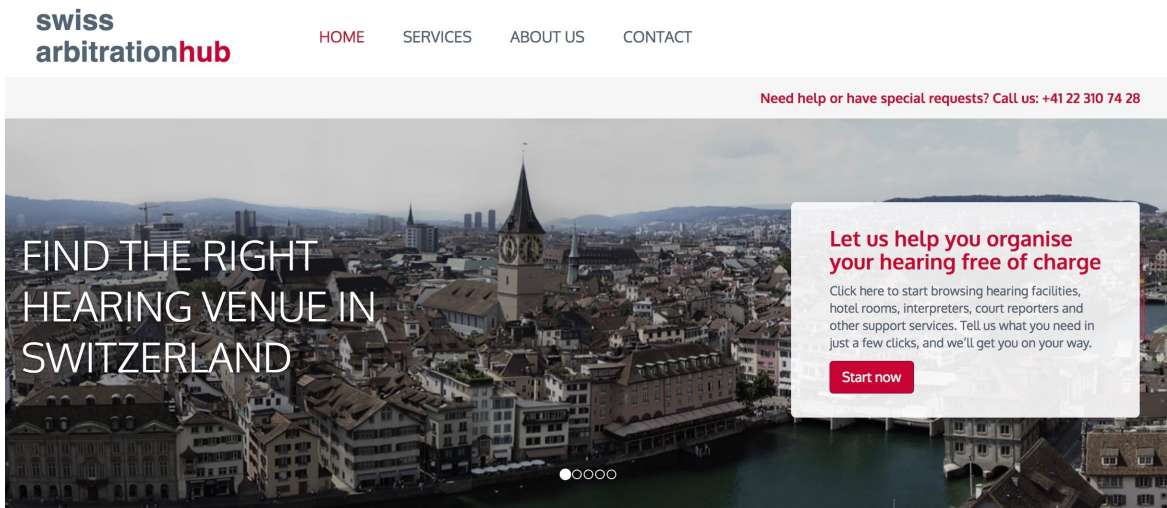 swiss
arbitrationhub
HOME SERVICES ABOUT US CONTACT
Need help or have special requests? Call us: +41 22 310 74 28
FIND THE RIGHT
HEARING VENUE IN
SWITZERLAND
Let us help you organise
your hearing free of charge
Click here to start browsing hearing facilities,
hotel rooms, interpreters, court reporters and
other support services. Tell us what you need in
just a few clicks, and we'll get you on your way.
Start now